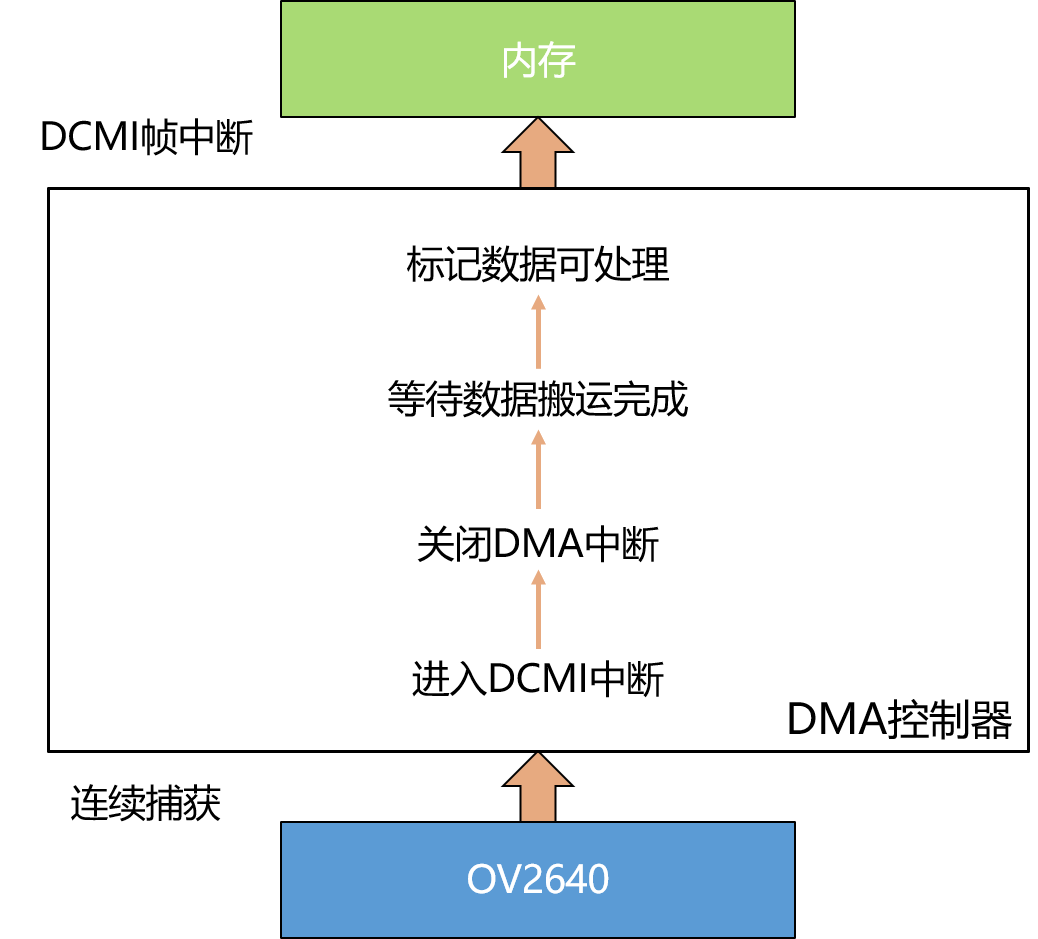 内存
DCMI帧中断
标记数据可处理
等待数据搬运完成
关闭DMA中断
进入DCMI中断
DMA控制器
连续捕获
OV2640